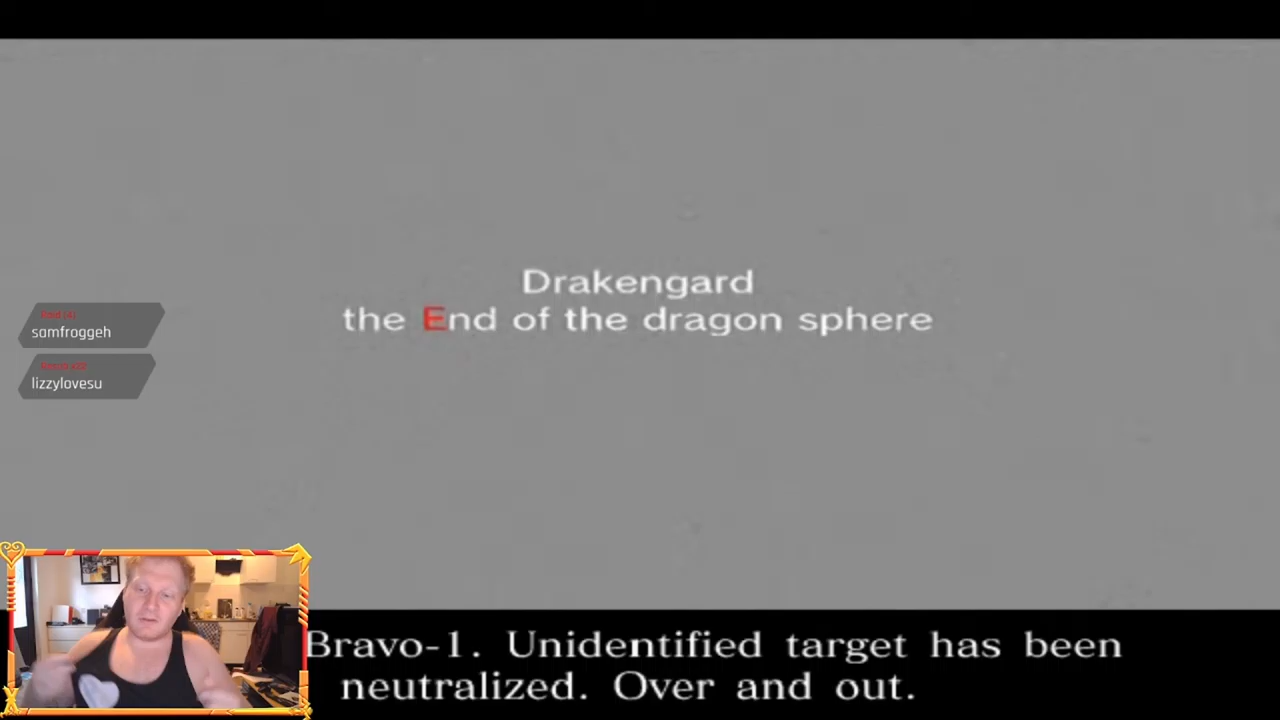 Drakengard
the End of the dragon sphere
samfroggeh
lizzylovesu
Bravo-1. Unidentified target has been
neutralized. Over and out.